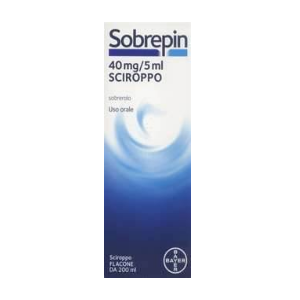 Sobrepin
40 mg/5 ml
SCIROPPO
sobrerolo
Uso orale
Sciroppo
FLACONE
DA 200 ml
BAYER